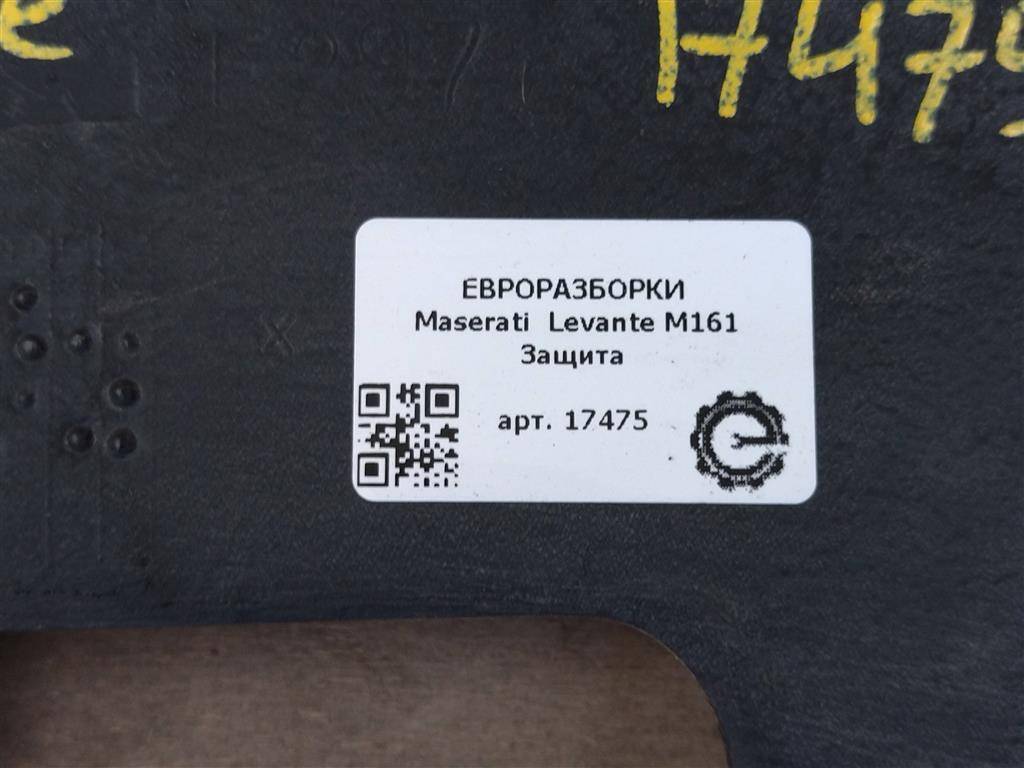 ЕВРОРАЗБОРКИ
Maserati Levante M161
Защита
арт. 17475